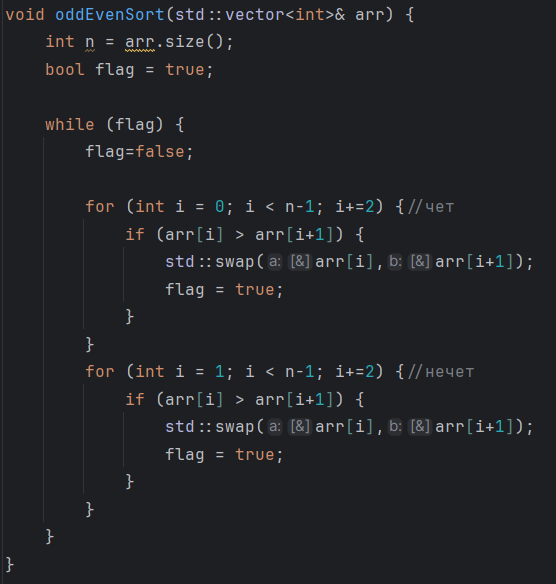 void oddEvenSort(std::vector<int>& arr) {
    int n = arr.size();
    bool flag = true;

    while (flag) {
        flag=false;

        for (int i = 0; i < n-1; i+=2) {//чет
            if (arr[i] > arr[i+1]) {
                std::swap(a: [&]arr[i],b: [&]arr[i+1]);
                flag = true;
            }
        }
        for (int i = 1; i < n-1; i+=2) {//нечет
            if (arr[i] > arr[i+1]) {
                std::swap(a: [&]arr[i],b: [&]arr[i+1]);
                flag = true;
            }
        }
    }
}